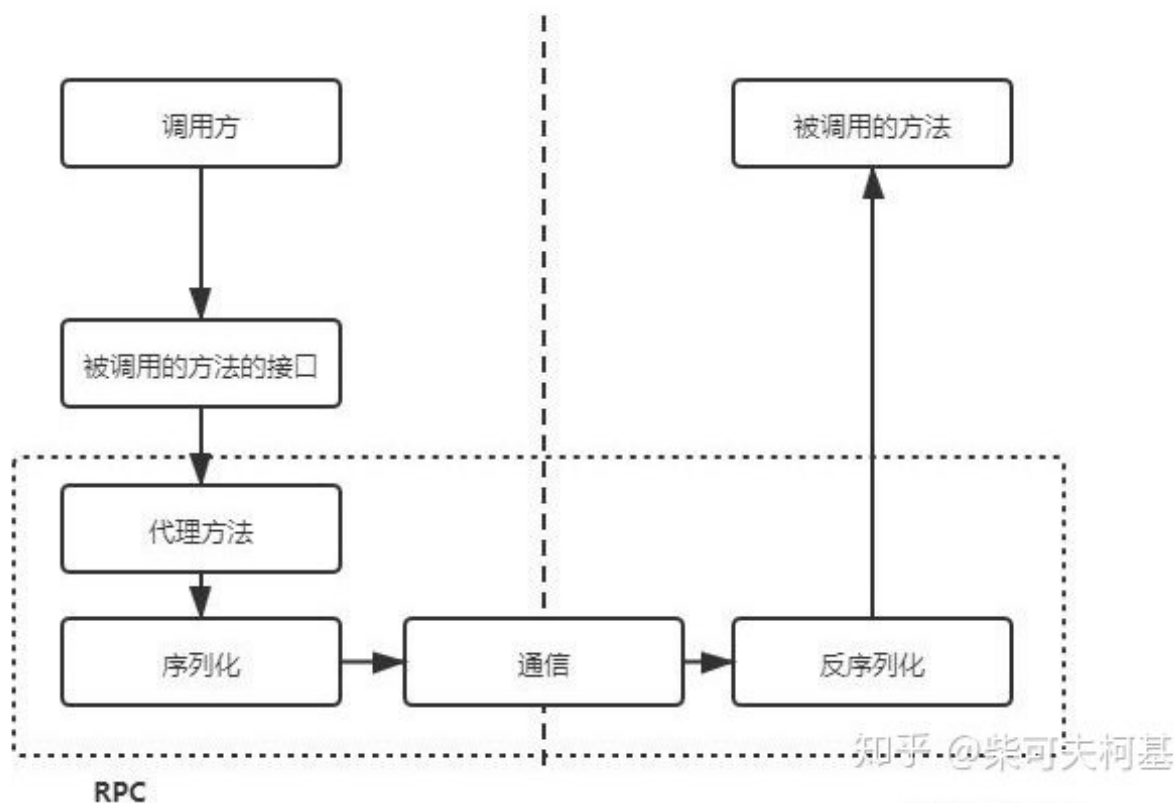 调用方
被调用的方法
被调用的方法的接口
代理方法
序列化
通信
反序列化
知乎 @柴可夫柯基
RPC